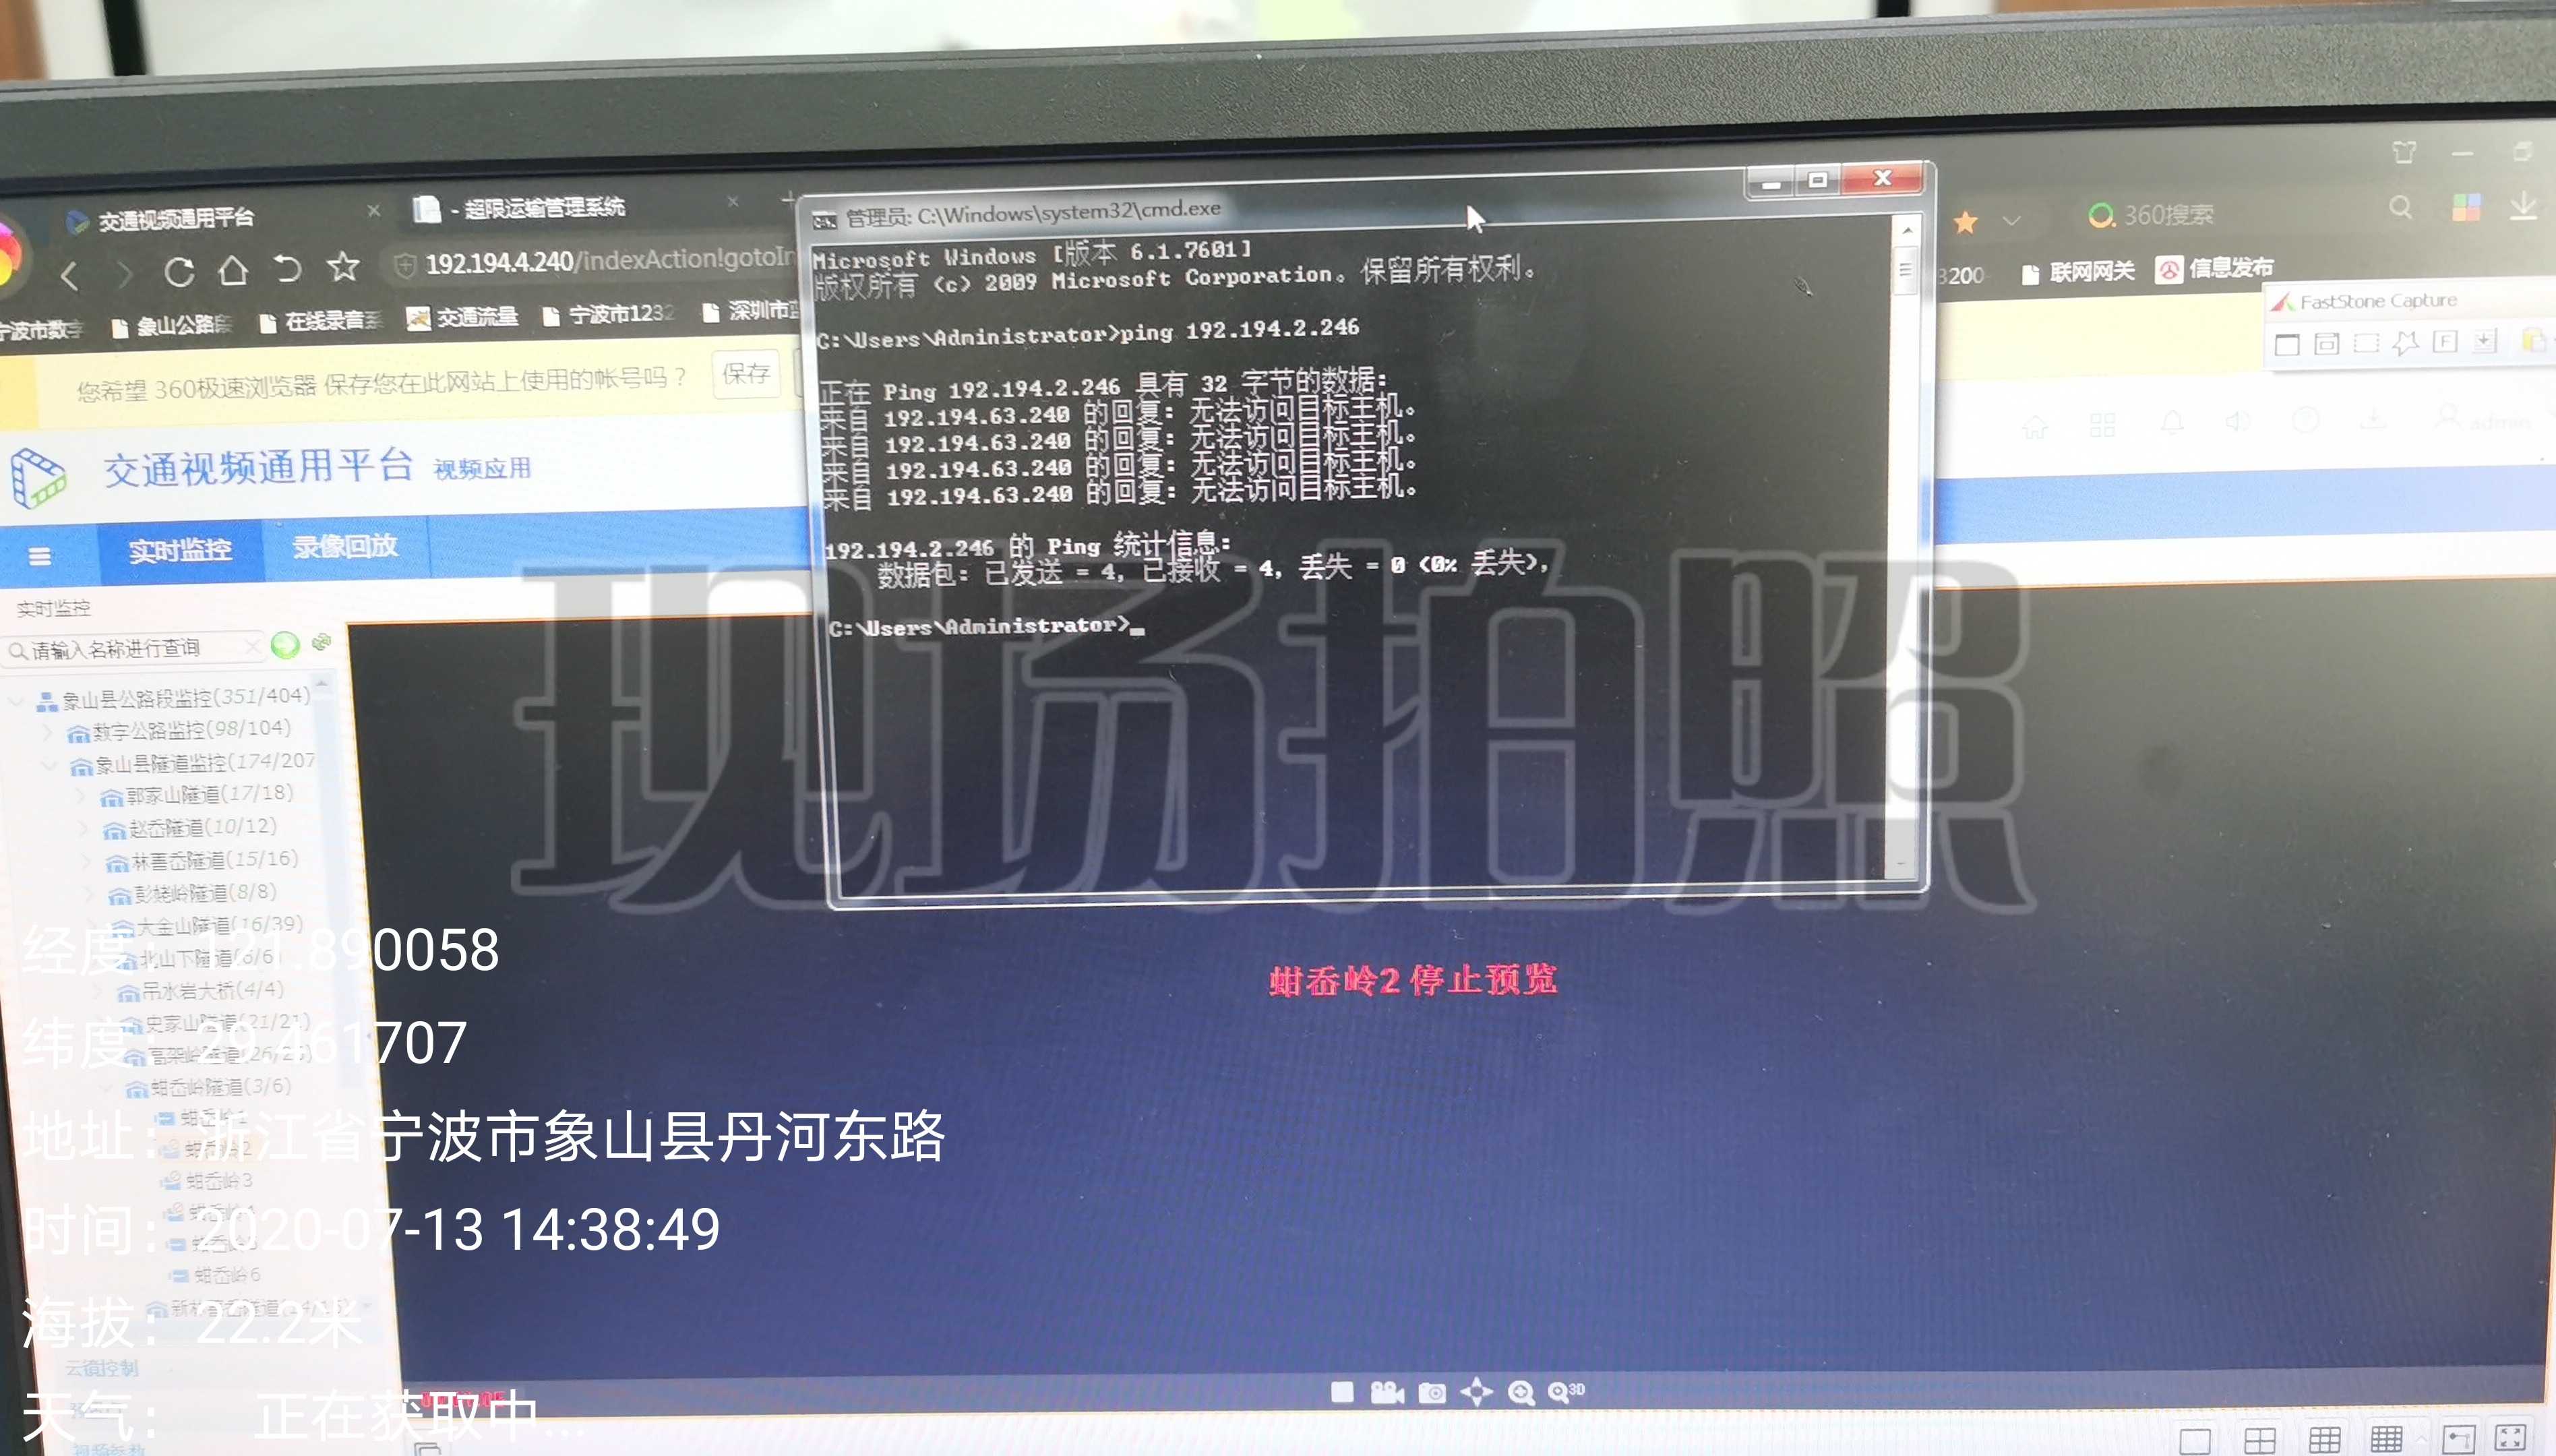 交通视频通用平台
- 超限运输管理系统
管理员: C:\Windows\system32\cmd.exe
192.194.4.240/indexAction!gotoIn
360搜索
宁波市数字
象山公路段
在线录音系
交通流量
宁波市1232
深圳市
3200
联网网关
信息发布
FastStone Capture
您希望 360极速浏览器 保存您在此网站上使用的帐号吗？
保存
Microsoft Windows [版本 6.1.7601]
版权所有 <c> 2009 Microsoft Corporation。保留所有权利。
C:\Users\Administrator>ping 192.194.2.246
正在 Ping 192.194.2.246 具有 32 字节的数据:
来自 192.194.63.240 的回复: 无法访问目标主机。
来自 192.194.63.240 的回复: 无法访问目标主机。
来自 192.194.63.240 的回复: 无法访问目标主机。
来自 192.194.63.240 的回复: 无法访问目标主机。
192.194.2.246 的 Ping 统计信息:
数据包: 已发送 = 4, 已接收 = 4, 丢失 = 0 <0% 丢失>,
C:\Users\Administrator>
交通视频通用平台 视频应用
admin
实时监控
录像回放
实时监控
请输入名称进行查询
象山县公路段监控(351/404)
数字公路监控(98/104)
象山县隧道监控(174/207
郭家山隧道(17/18)
赵岙隧道(10/12)
林善岙隧道(15/16)
彭姥岭隧道(8/8)
大金山隧道(16/39)
北山下隧道(6/6)
吊水岩大桥(4/4)
史家山隧道(21/21)
蚶岙岭隧道(3/6)
蚶岙岭2
蚶岙岭3
蚶岙岭6
云镜控制
视频参数
现场拍照
蚶岙岭2 停止预览
3D
经度：121.890058
纬度：29.461707
地址：浙江省宁波市象山县丹河东路
时间：2020-07-13 14:38:49
海拔：22.2米
天气： 正在获取中...